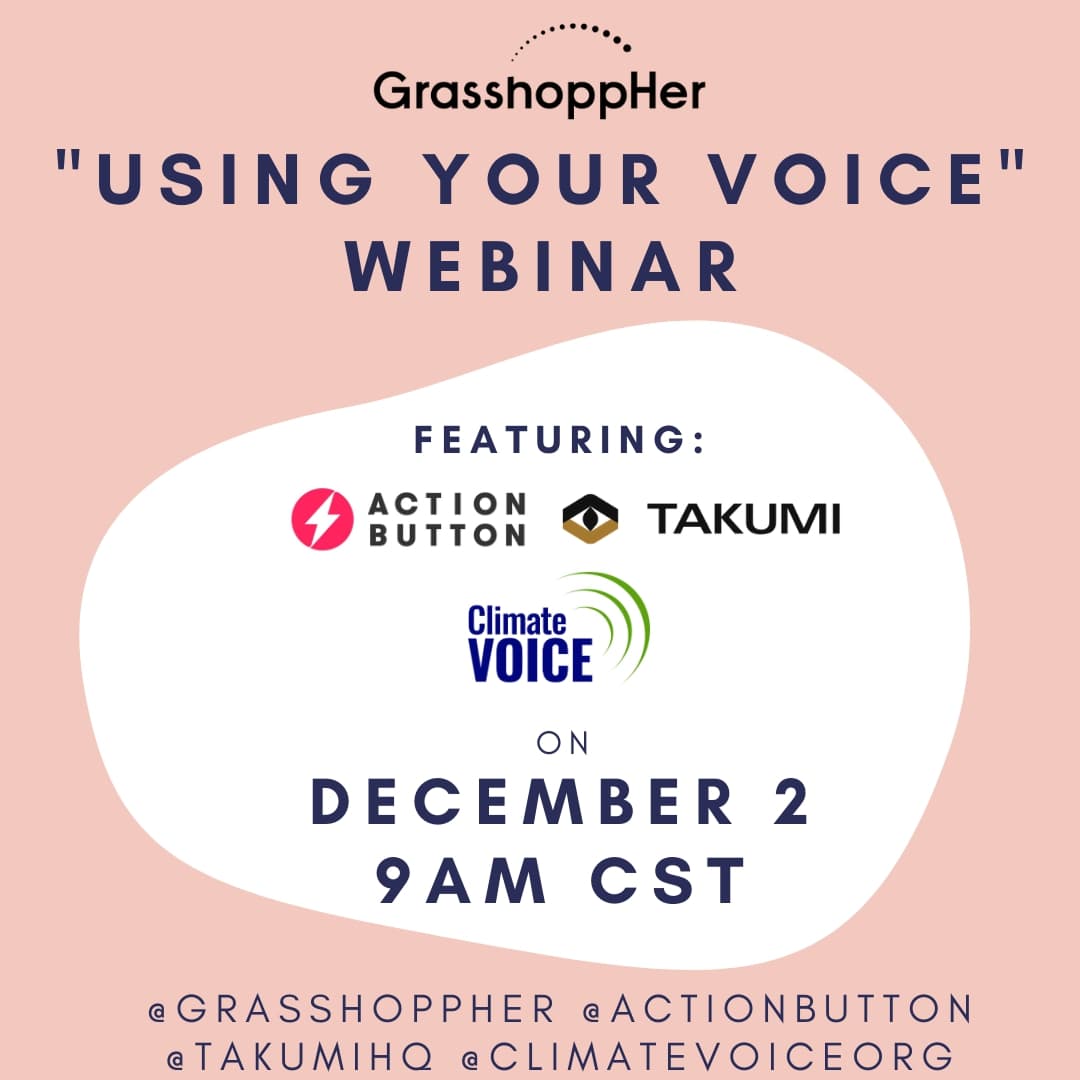 GrasshoppHer
"USING YOUR VOICE"
WEBINAR
FEATURING:
ACTION
BUTTON
TAKUMI
Climate
VOICE
ON
DECEMBER 2
9AM CST
@GRASSHOPPHER @ACTIONBUTTON
@TAKUMIHQ @CLIMATEVOICEORG